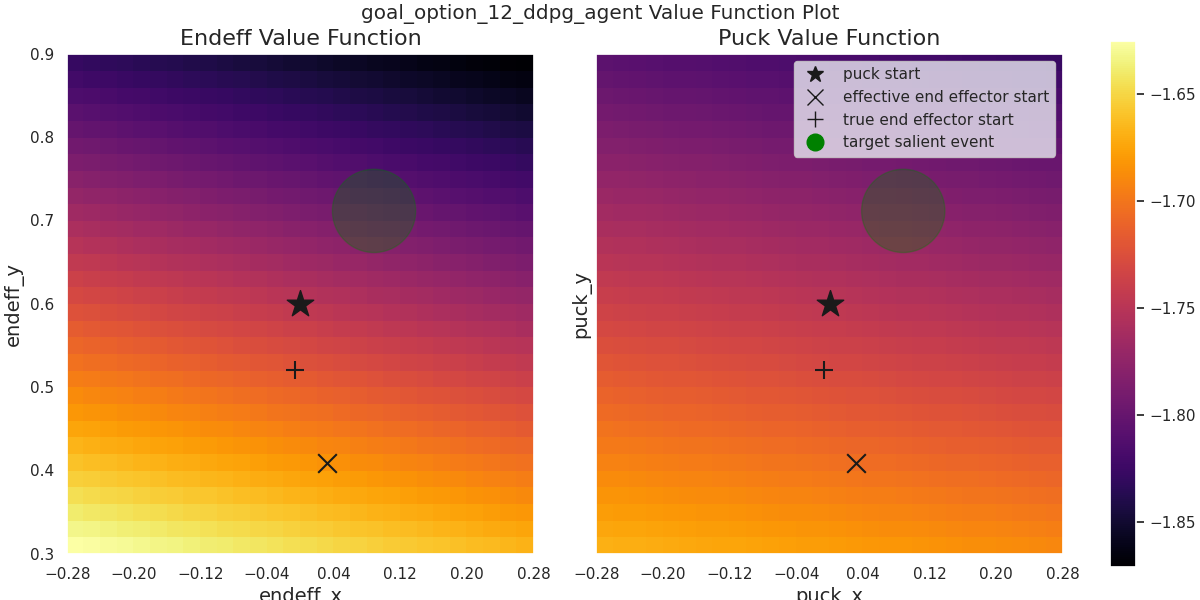 goal_option_12_ddpg_agent Value Function Plot
Endeff Value Function
Puck Value Function
puck start
effective end effector start
true end effector start
target salient event
0.9
0.8
0.7
0.6
0.5
0.4
0.3
endeff_y
−0.28 −0.20 −0.12 −0.04 0.04 0.12 0.20 0.28
endeff_x
puck_y
−0.28 −0.20 −0.12 −0.04 0.04 0.12 0.20 0.28
puck_x
−1.65
−1.70
−1.75
−1.80
−1.85